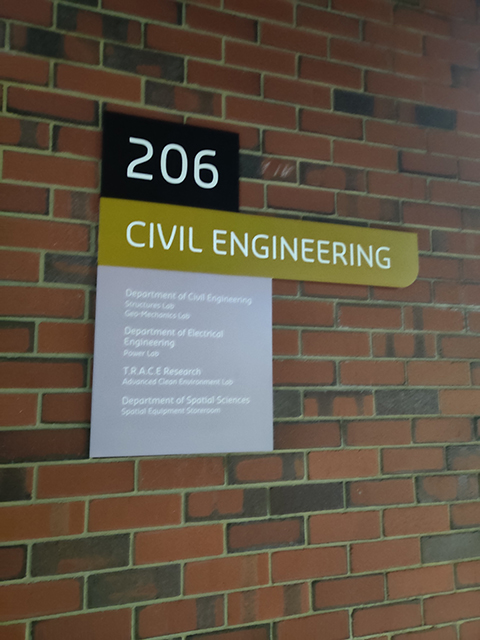 206
CIVIL ENGINEERING
Department of Civil Engineering
Structures Lab
Geo-Mechanics Lab
Department of Electrical
Engineering
Power Lab
T.R.A.C.E Research
Advanced Clean Environment Lab
Department of Spatial Sciences
Spatial Equipment Storeroom